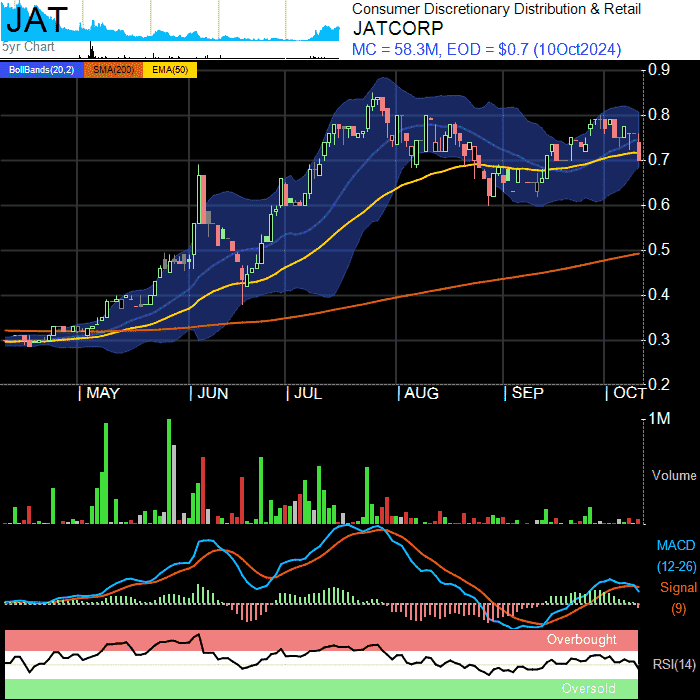 JAT
5yr Chart
Consumer Discretionary Distribution & Retail
JATCORP
MC = 58.3M, EOD = $0.7 (10Oct2024)
BollBands(20,2) SMA(200) EMA(50)
0.9
0.8
0.7
0.6
0.5
0.4
0.3
0.2
| MAY | JUN | JUL | AUG | SEP | OCT
1M
Volume
MACD
(12-26)
Signal
(9)
Overbought
RSI(14)
Oversold